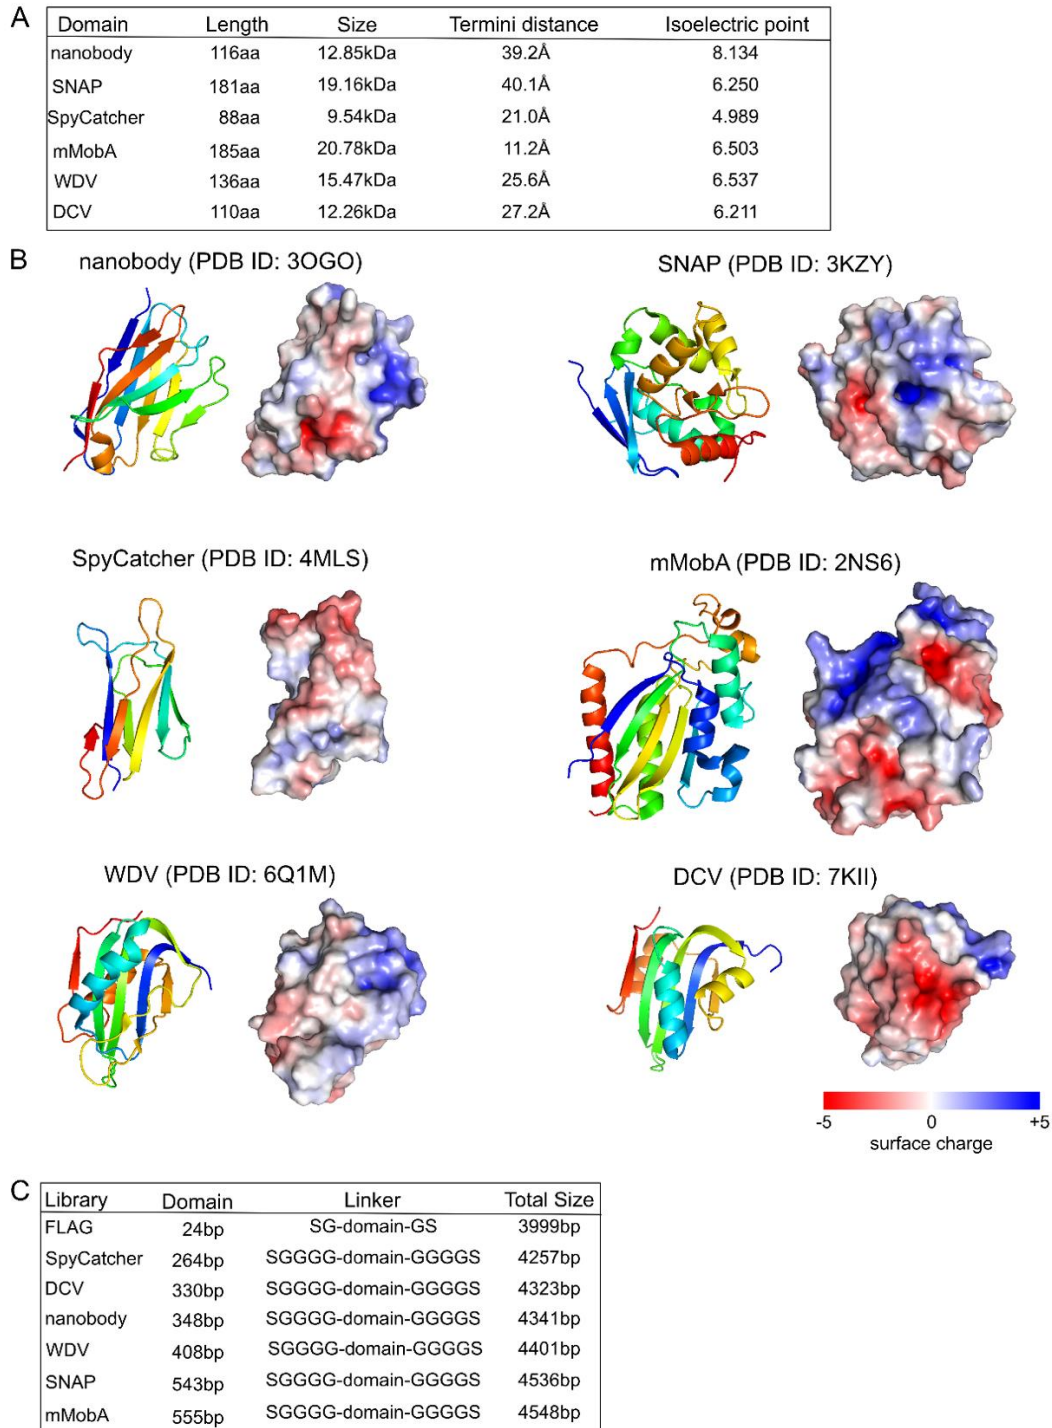 A
Domain Length Size Termini distance Isoelectric point
nanobody 116aa 12.85kDa 39.2Å 8.134
SNAP 181aa 19.16kDa 40.1Å 6.250
SpyCatcher 88aa 9.54kDa 21.0Å 4.989
mMobA 185aa 20.78kDa 11.2Å 6.503
WDV 136aa 15.47kDa 25.6Å 6.537
DCV 110aa 12.26kDa 27.2Å 6.211
B
nanobody (PDB ID: 3OGO)
SNAP (PDB ID: 3KZY)
SpyCatcher (PDB ID: 4MLS)
mMobA (PDB ID: 2NS6)
WDV (PDB ID: 6Q1M)
DCV (PDB ID: 7KII)
-5 0 +5
surface charge
C
Library Domain Linker Total Size
FLAG 24bp SG-domain-GS 3999bp
SpyCatcher 264bp SGGGG-domain-GGGGS 4257bp
DCV 330bp SGGGG-domain-GGGGS 4323bp
nanobody 348bp SGGGG-domain-GGGGS 4341bp
WDV 408bp SGGGG-domain-GGGGS 4401bp
SNAP 543bp SGGGG-domain-GGGGS 4536bp
mMobA 555bp SGGGG-domain-GGGGS 4548bp